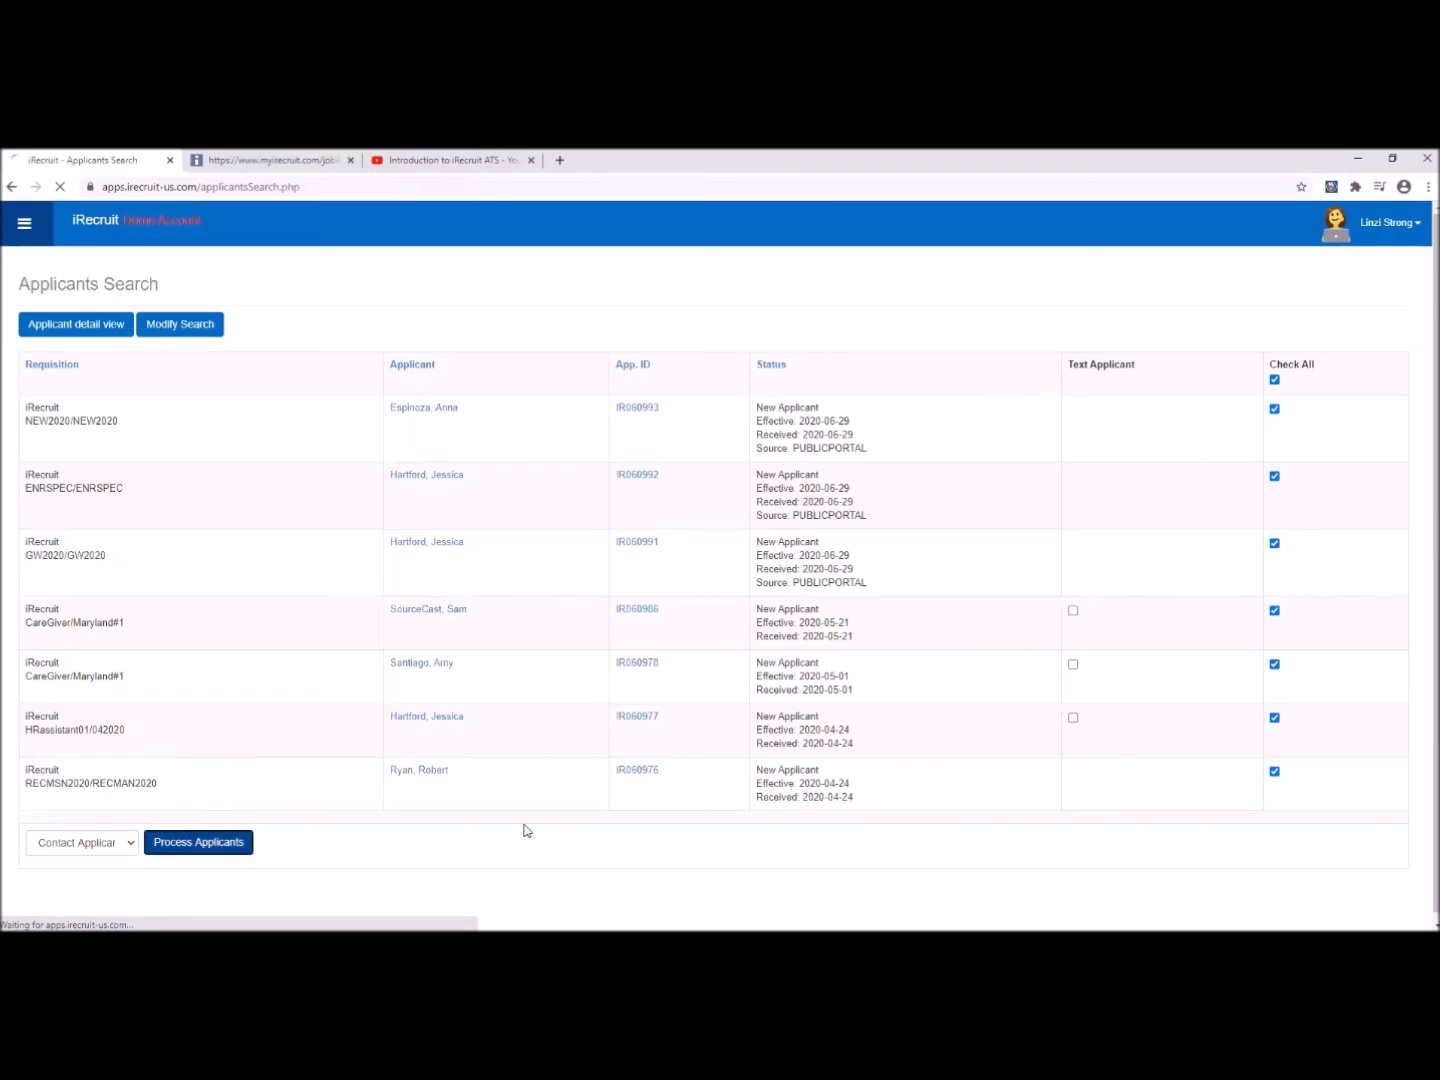 iRecruit - Applicants Search
https://www.myirecruit.com/job
Introduction to iRecruit ATS - Yo
apps.irecruit-us.com/applicantsSearch.php
iRecruit Demo Account
Linzi Strong
Applicants Search
Applicant detail view
Modify Search
Requisition Applicant App. ID Status Text Applicant Check All
iRecruit Espinoza, Anna IR060993 New Applicant
NEW2020/NEW2020 Effective: 2020-06-29
Received: 2020-06-29
Source: PUBLICPORTAL
iRecruit Hartford, Jessica IR060992 New Applicant
ENRSPEC/ENRSPEC Effective: 2020-06-29
Received: 2020-06-29
Source: PUBLICPORTAL
iRecruit Hartford, Jessica IR060991 New Applicant
GW2020/GW2020 Effective: 2020-06-29
Received: 2020-06-29
Source: PUBLICPORTAL
iRecruit SourceCast, Sam IR060986 New Applicant
CareGiver/Maryland#1 Effective: 2020-05-21
Received: 2020-05-21
iRecruit Santiago, Amy IR060978 New Applicant
CareGiver/Maryland#1 Effective: 2020-05-01
Received: 2020-05-01
iRecruit Hartford, Jessica IR060977 New Applicant
HRassistant01/042020 Effective: 2020-04-24
Received: 2020-04-24
iRecruit Ryan, Robert IR060976 New Applicant
RECMSN2020/RECMAN2020 Effective: 2020-04-24
Received: 2020-04-24
Contact Applicar
Process Applicants
Waiting for apps.irecruit-us.com...